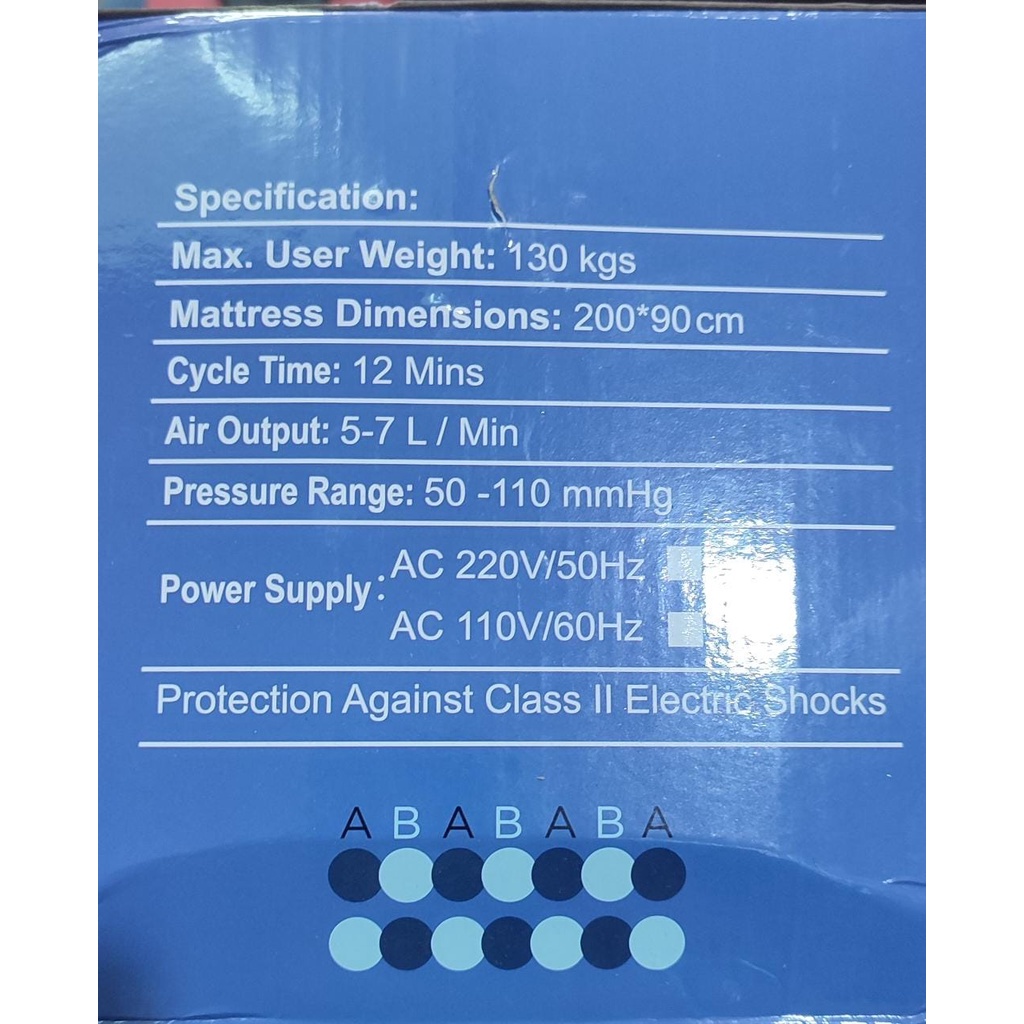 Specification:
Max. User Weight: 130 kgs
Mattress Dimensions: 200*90cm
Cycle Time: 12 Mins
Air Output: 5-7 L / Min
Pressure Range: 50 -110 mmHg
Power Supply: AC 220V/50Hz
AC 110V/60Hz
Protection Against Class II Electric Shocks
A B A B A B A